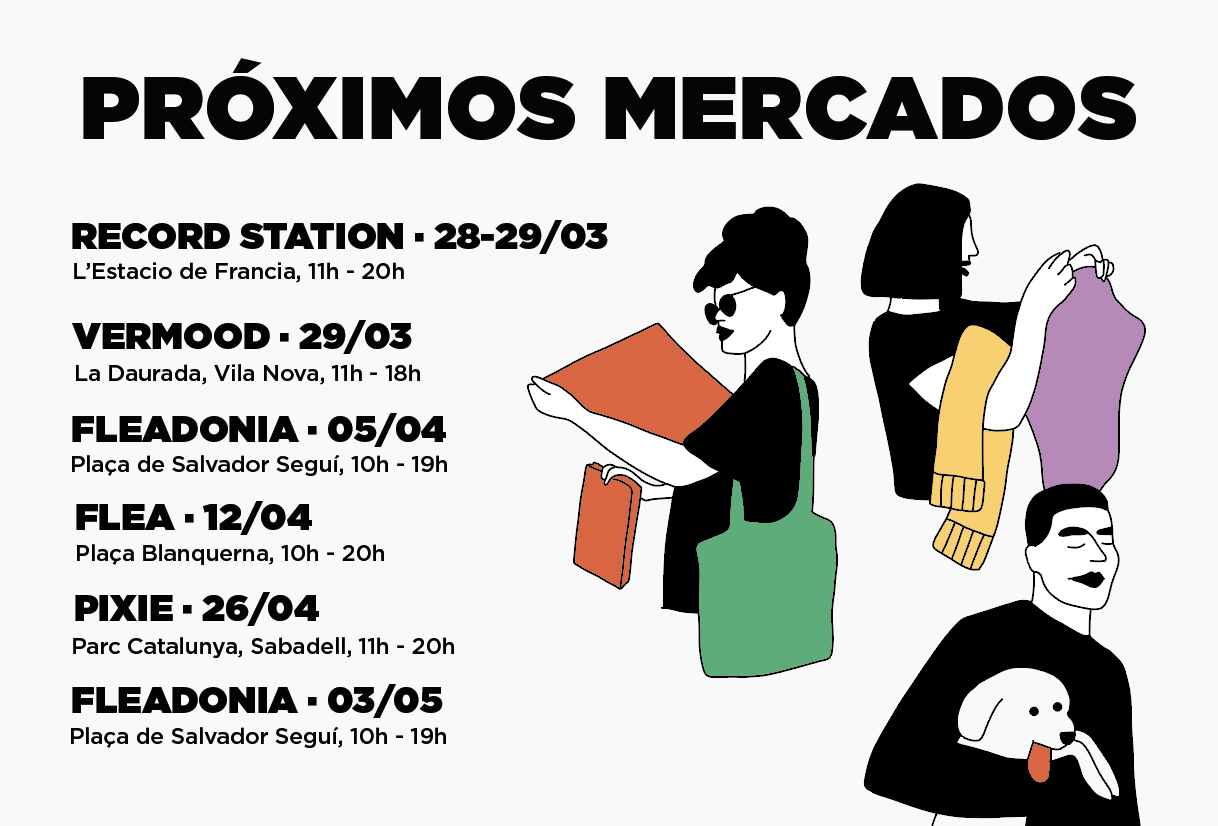 PRÓXIMOS MERCADOS
RECORD STATION · 28-29/03
L'Estacio de Francia, 11h - 20h
VERMOOD · 29/03
La Daurada, Vila Nova, 11h - 18h
FLEADONIA · 05/04
Plaça de Salvador Seguí, 10h - 19h
FLEA · 12/04
Plaça Blanquerna, 10h - 20h
PIXIE · 26/04
Parc Catalunya, Sabadell, 11h - 20h
FLEADONIA · 03/05
Plaça de Salvador Seguí, 10h - 19h